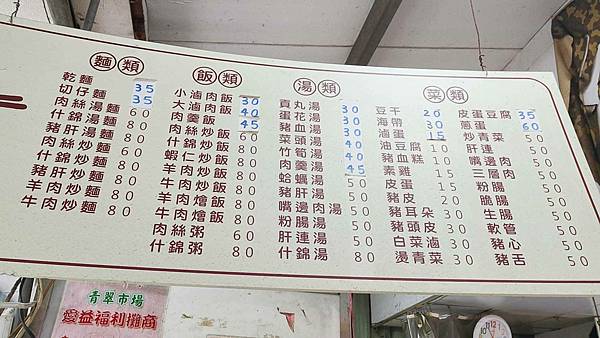 麵類
乾麵 35
切仔麵 35
肉絲湯麵 60
什錦湯麵 80
豬肝湯麵 80
肉絲炒麵 60
什錦炒麵 80
豬肝炒麵 80
羊肉炒麵 80
牛肉炒麵 80
飯類
小滷肉飯 30
大滷肉飯 40
肉羹飯 45
肉絲炒飯 60
什錦炒飯 80
蝦仁炒飯 80
羊肉炒飯 80
牛肉炒飯 80
羊肉燴飯 80
牛肉燴飯 80
肉絲粥 60
什錦粥 80
湯類
貢丸湯 30
蛋花湯 30
豬血湯 30
菜頭湯 40
竹筍湯 40
肉羹湯 45
蛤蠣湯 50
豬肝湯 50
嘴邊肉湯 50
粉腸湯 50
肝連湯 50
什錦湯 80
菜類
豆干 20
海帶 30
滷蛋 15
油豆腐 10
豬血糕 10
素雞 15
皮蛋 15
豬皮 20
豬耳朵 30
豬頭皮 30
白菜滷 30
燙青菜 30
皮蛋豆腐 35
蔥蛋 60
炒青菜 50
肝連 50
嘴邊肉 50
三層肉 50
粉腸 50
脆腸 50
生腸 50
軟管 50
豬心 50
豬舌 50
青翠市場
愛益福利攤商